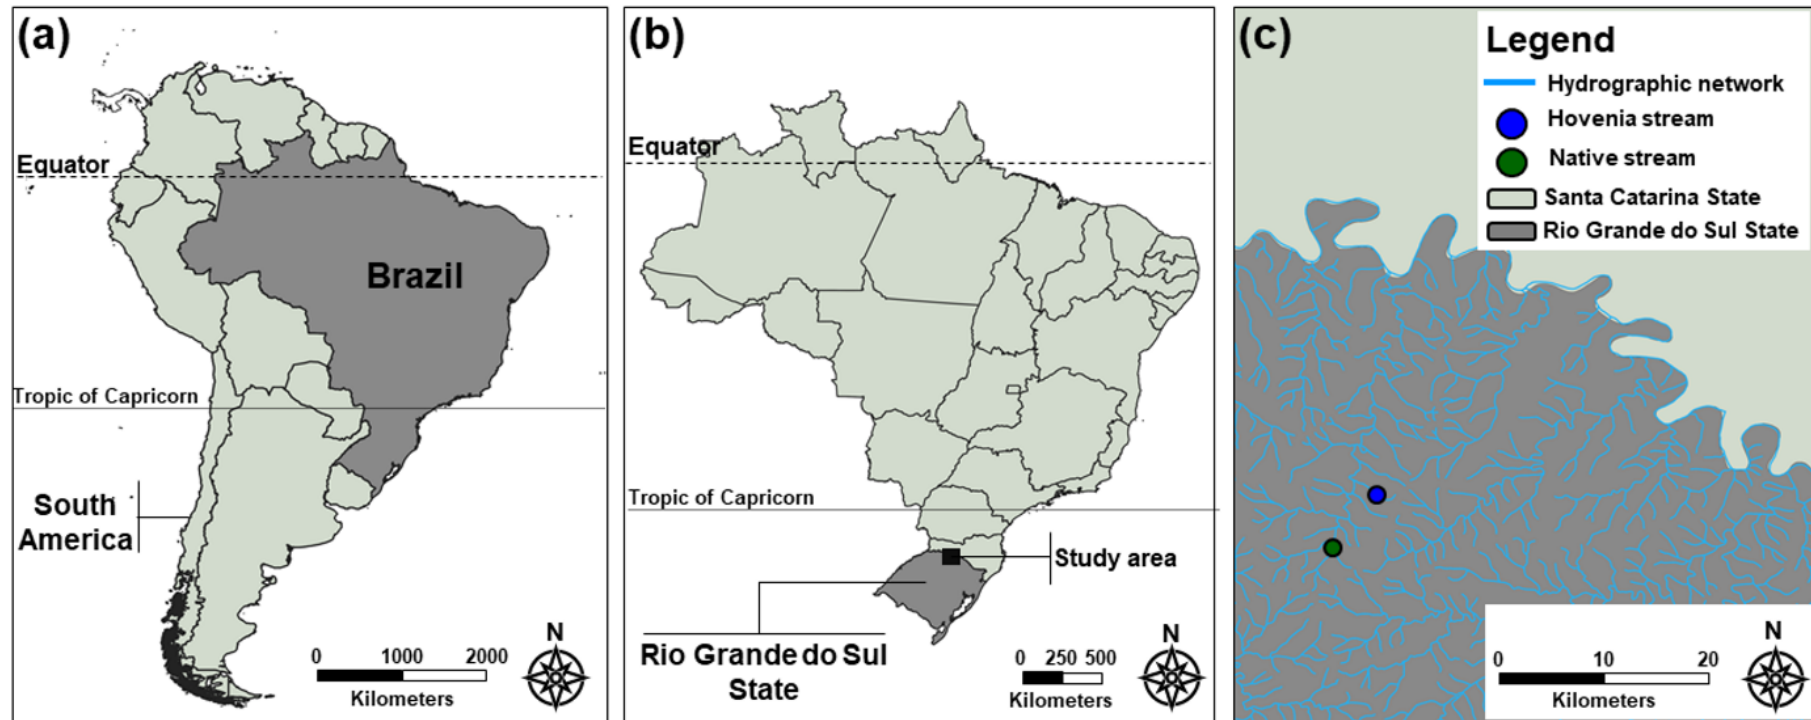 (a)
Equator
Brazil
Tropic of Capricorn
South
America
0 1000 2000
Kilometers
N
(b)
Equator
Tropic of Capricorn
Study area
Rio Grande do Sul
State
0 250 500
Kilometers
N
(c)
Legend
Hydrographic network
Hovenia stream
Native stream
Santa Catarina State
Rio Grande do Sul State
0 10 20
Kilometers
N